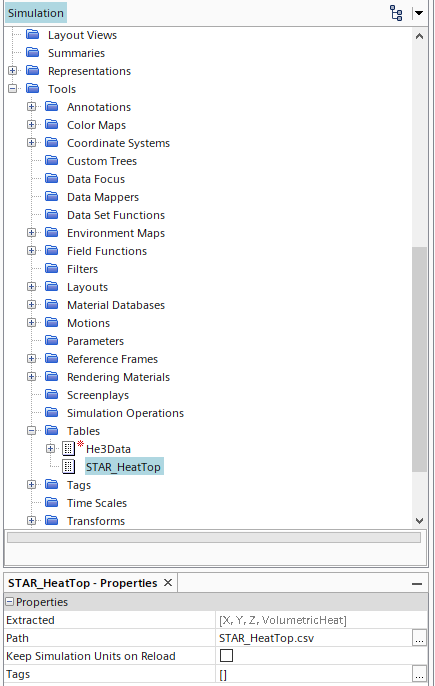 Simulation
Layout Views
Summaries
Representations
Tools
Annotations
Color Maps
Coordinate Systems
Custom Trees
Data Focus
Data Mappers
Data Set Functions
Environment Maps
Field Functions
Filters
Layouts
Material Databases
Motions
Parameters
Reference Frames
Rendering Materials
Screenplays
Simulation Operations
Tables
He3Data
STAR_HeatTop
Tags
Time Scales
Transforms
STAR_HeatTop - Properties
Properties
Extracted [X, Y, Z, VolumetricHeat]
Path STAR_HeatTop.csv ...
Keep Simulation Units on Reload
Tags [] ...